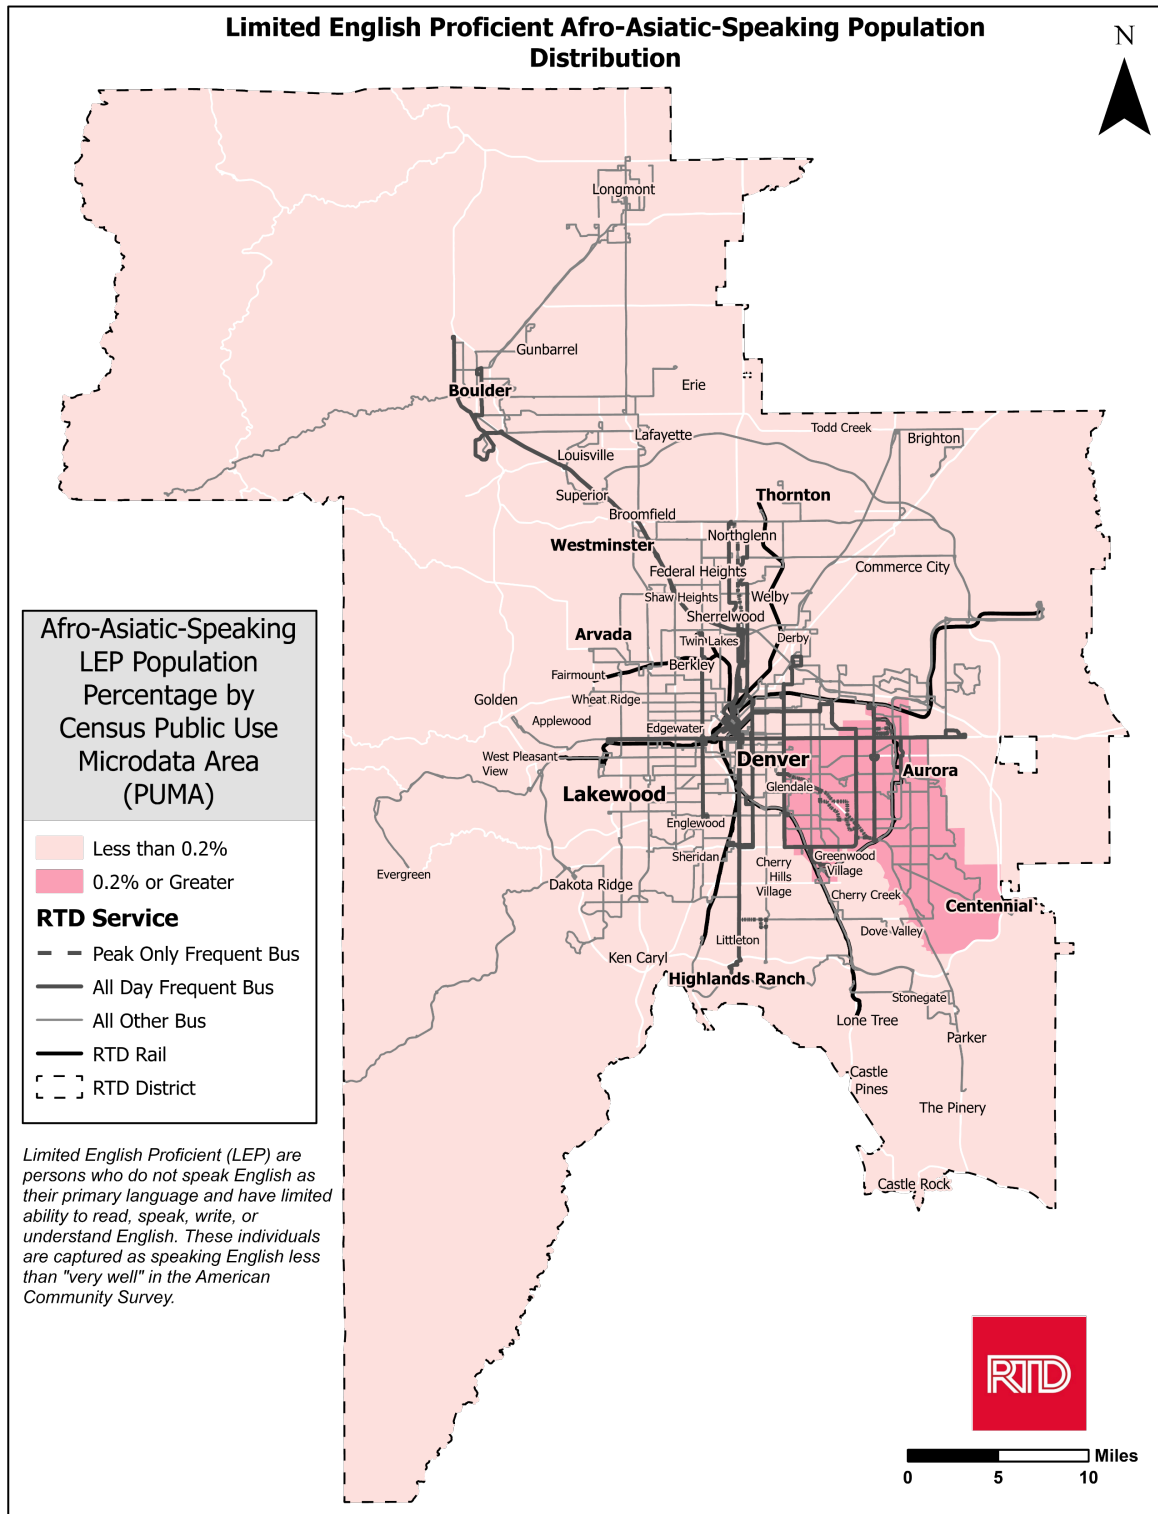 Limited English Proficient Afro-Asiatic-Speaking Population
Distribution
N
Longmont
Gunbarrel
Boulder
Erie
Todd Creek
Brighton
Lafayette
Louisville
Superior
Thornton
Broomfield
Northglenn
Westminster
Federal Heights
Commerce City
Shaw Heights
Welby
Sherrelwood
Arvada
Twin Lakes
Derby
Berkley
Fairmount
Golden
Wheat Ridge
Applewood
Edgewater
West Pleasant
View
Denver
Aurora
Glendale
Lakewood
Englewood
Sheridan
Greenwood
Village
Cherry
Hills
Village
Evergreen
Dakota Ridge
Cherry Creek
Centennial
Dove Valley
Littleton
Ken Caryl
Highlands Ranch
Stonegate
Lone Tree
Parker
Castle
Pines
The Pinery
Castle Rock
Afro-Asiatic-Speaking
LEP Population
Percentage by
Census Public Use
Microdata Area
(PUMA)
Less than 0.2%
0.2% or Greater
RTD Service
Peak Only Frequent Bus
All Day Frequent Bus
All Other Bus
RTD Rail
RTD District
Limited English Proficient (LEP) are
persons who do not speak English as
their primary language and have limited
ability to read, speak, write, or
understand English. These individuals
are captured as speaking English less
than "very well" in the American
Community Survey.
RTD
Miles
0 5 10